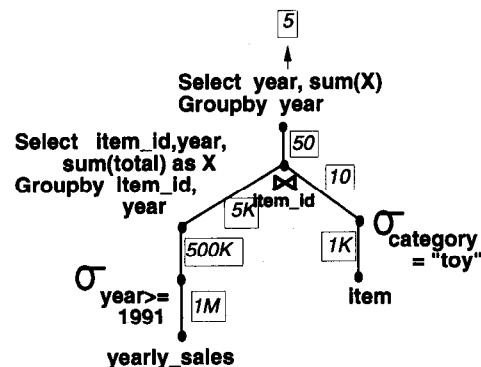 5
Select year, sum(X)
Groupby year
50
Select item_id,year,
sum(total) as X
Groupby item_id,
year
10
5K
item_id
500K
1K
σ category
= "toy"
σ year>=
1991
1M
item
yearly_sales